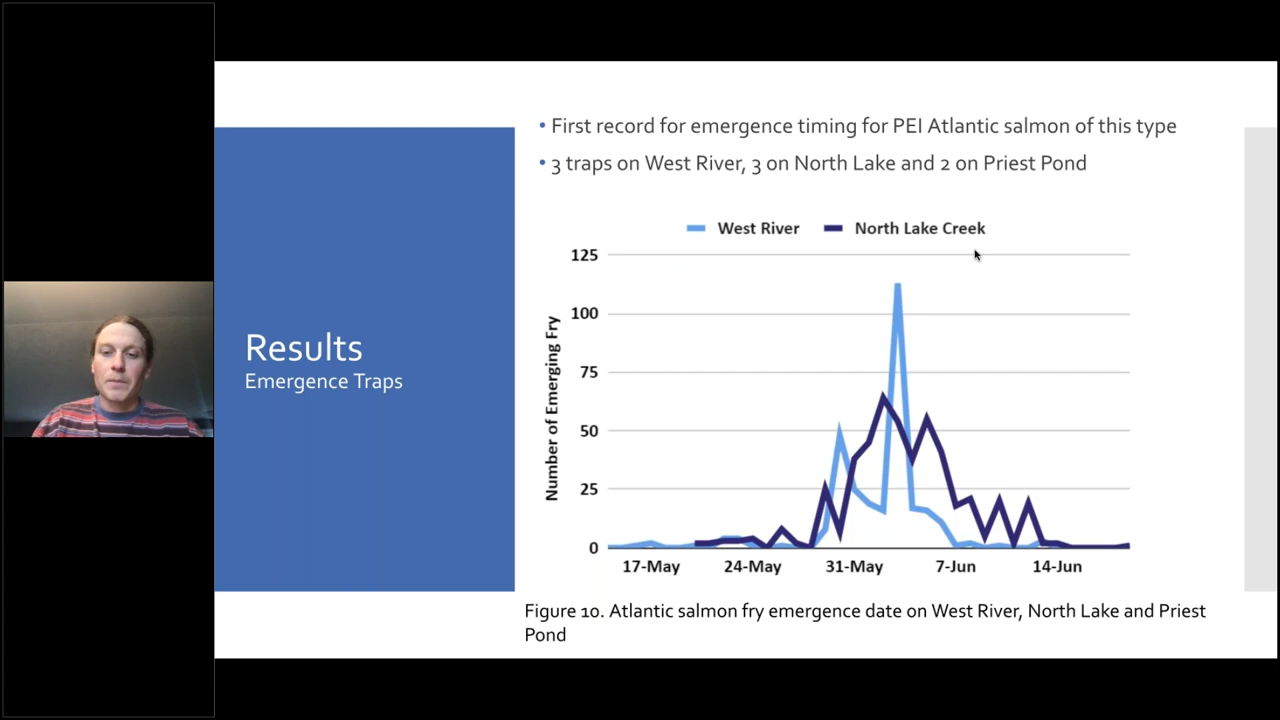 Results
Emergence Traps
• First record for emergence timing for PEI Atlantic salmon of this type
• 3 traps on West River, 3 on North Lake and 2 on Priest Pond
West River North Lake Creek
Number of Emerging Fry
125
100
75
50
25
0
17-May 24-May 31-May 7-Jun 14-Jun
Figure 10. Atlantic salmon fry emergence date on West River, North Lake and Priest
Pond